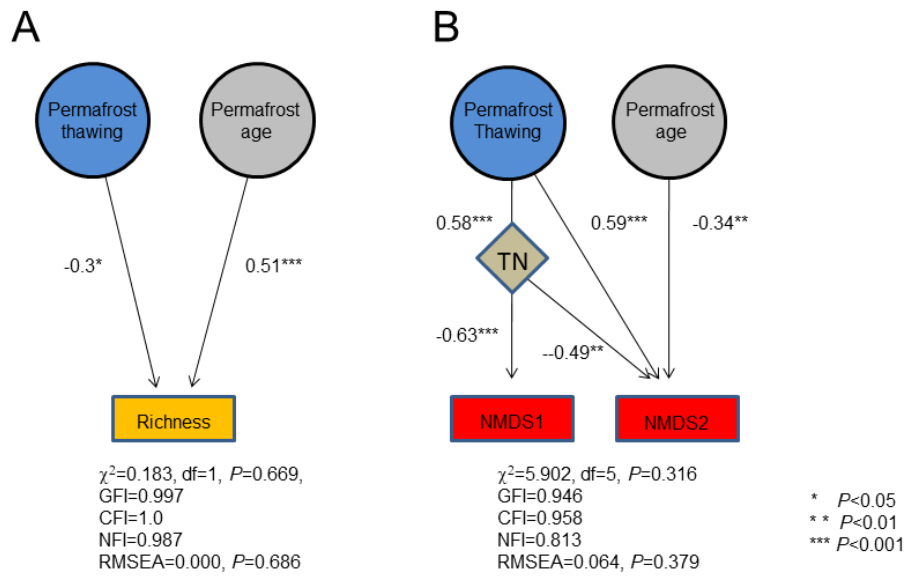 A
Permafrost
thawing
Permafrost
age
-0.3*
0.51***
Richness
χ²=0.183, df=1, P=0.669,
GFI=0.997
CFI=1.0
NFI=0.987
RMSEA=0.000, P=0.686
B
Permafrost
Thawing
Permafrost
age
0.58***
0.59***
-0.34**
TN
-0.63***
--0.49**
NMDS1
NMDS2
χ²=5.902, df=5, P=0.316
GFI=0.946
CFI=0.958
NFI=0.813
RMSEA=0.064, P=0.379
* P<0.05
* * P<0.01
*** P<0.001